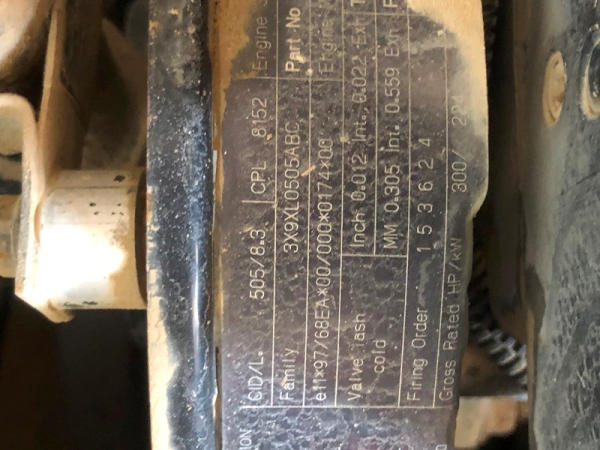 CID/L. 505/8.3 CPL 8152 Engine
Family 3X9XL0505ABC Part No
e11*97/68EA*00/000*0174*00 Engine
Valve lash Inch 0.012 Int. 0.022 Exh
cold MM 0.305 Int. 0.559 Exh
Firing Order 1 5 3 6 2 4
Gross Rated HP/kW 300/ 224